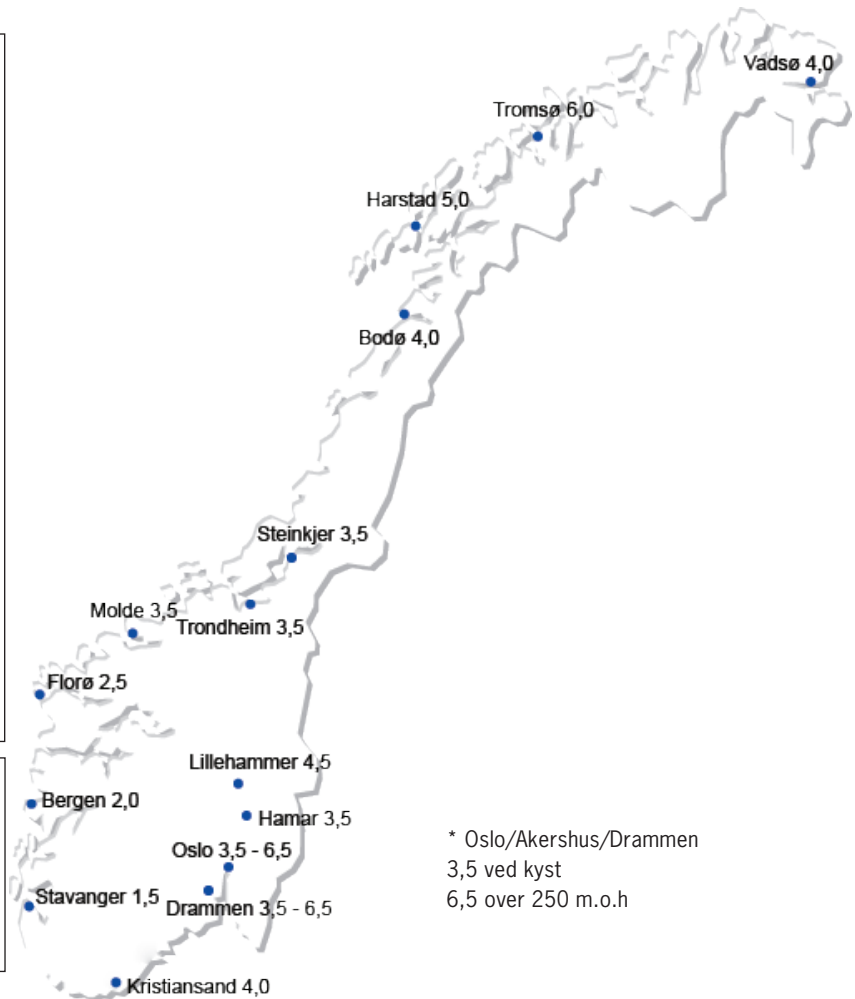 Vadsø 4,0
Tromsø 6,0
Harstad 5,0
Bodø 4,0
Steinkjer 3,5
Molde 3,5
Trondheim 3,5
Florø 2,5
Lillehammer 4,5
Bergen 2,0
Hamar 3,5
Oslo 3,5 - 6,5
Stavanger 1,5
Drammen 3,5 - 6,5
Kristiansand 4,0
* Oslo/Akershus/Drammen
3,5 ved kyst
6,5 over 250 m.o.h